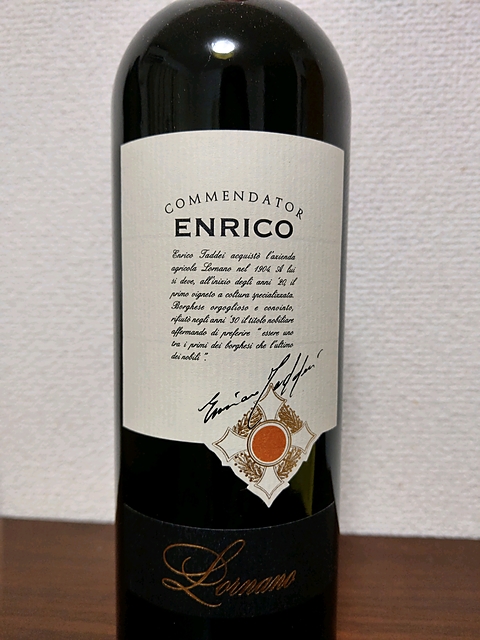 COMMENDATOR
ENRICO
Enrico Taddei acquistò l'azienda
agricola Lornano nel 1904. A lui
si deve, all'inizio degli anni '20, il
primo vigneto a coltura specializzata.
Borghese orgoglioso e convinto,
rifiutò negli anni '30 il titolo nobiliare
affermando di preferire "essere uno
tra i primi dei borghesi che l'ultimo
dei nobili".
Enrico Taddei
Lornano